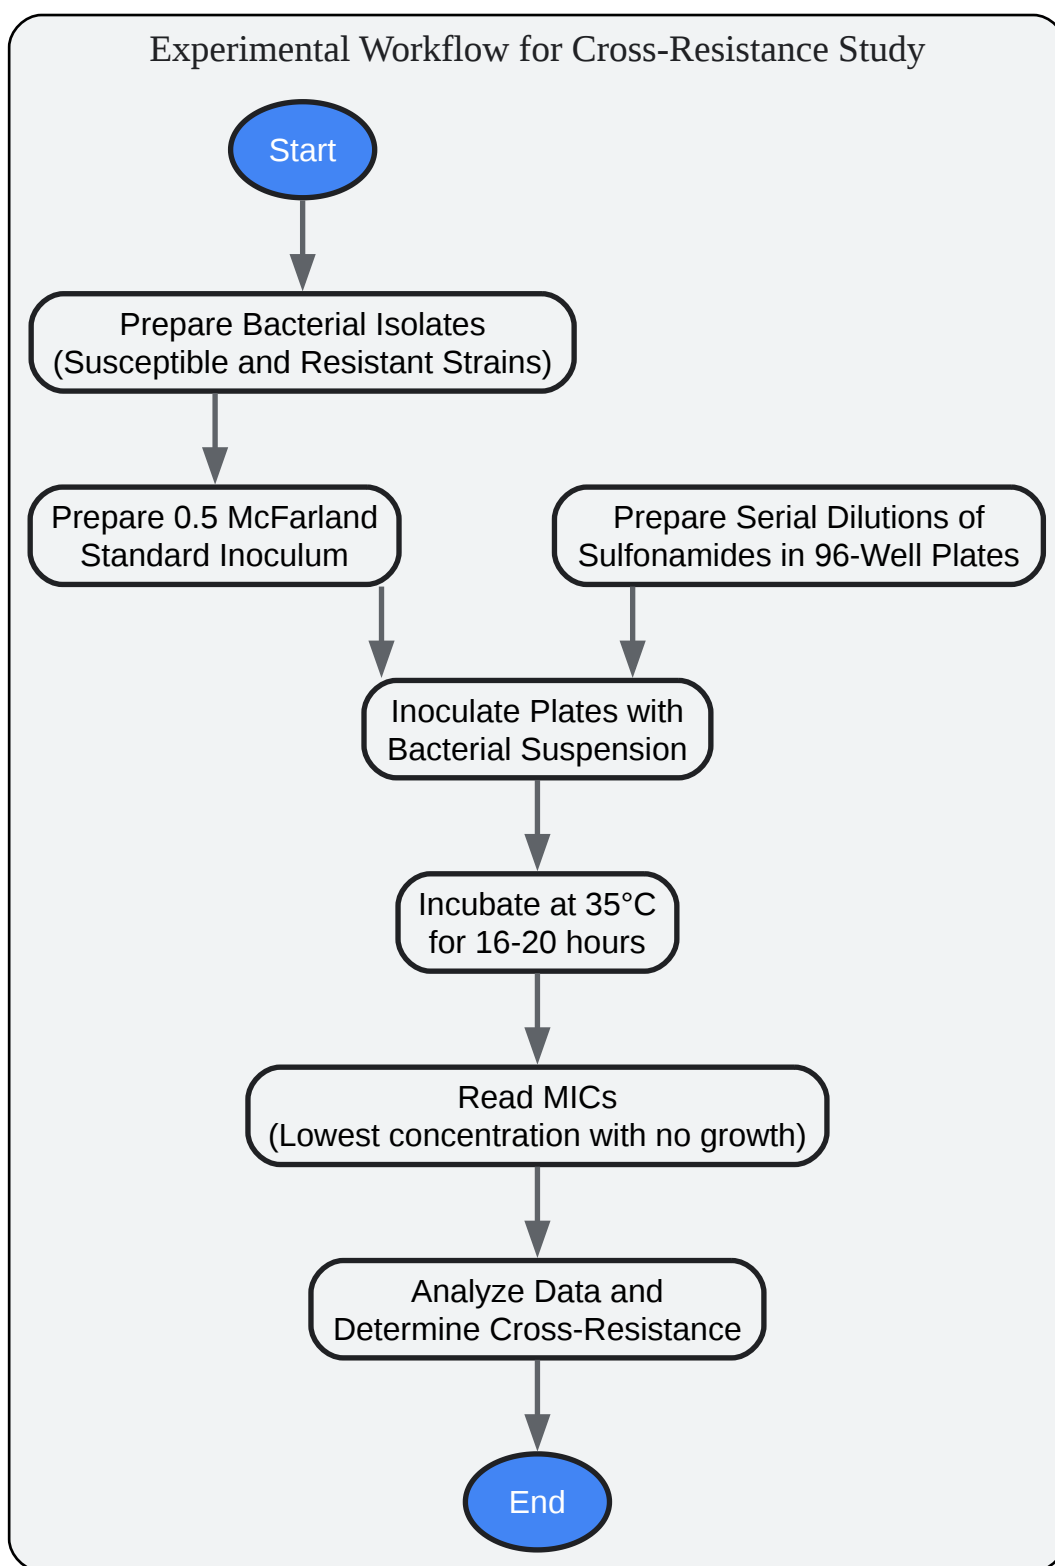 Experimental Workflow for Cross-Resistance Study
Start
Prepare Bacterial Isolates
(Susceptible and Resistant Strains)
Prepare 0.5 McFarland
Standard Inoculum
Prepare Serial Dilutions of
Sulfonamides in 96-Well Plates
Inoculate Plates with
Bacterial Suspension
Incubate at 35°C
for 16-20 hours
Read MICs
(Lowest concentration with no growth)
Analyze Data and
Determine Cross-Resistance
End